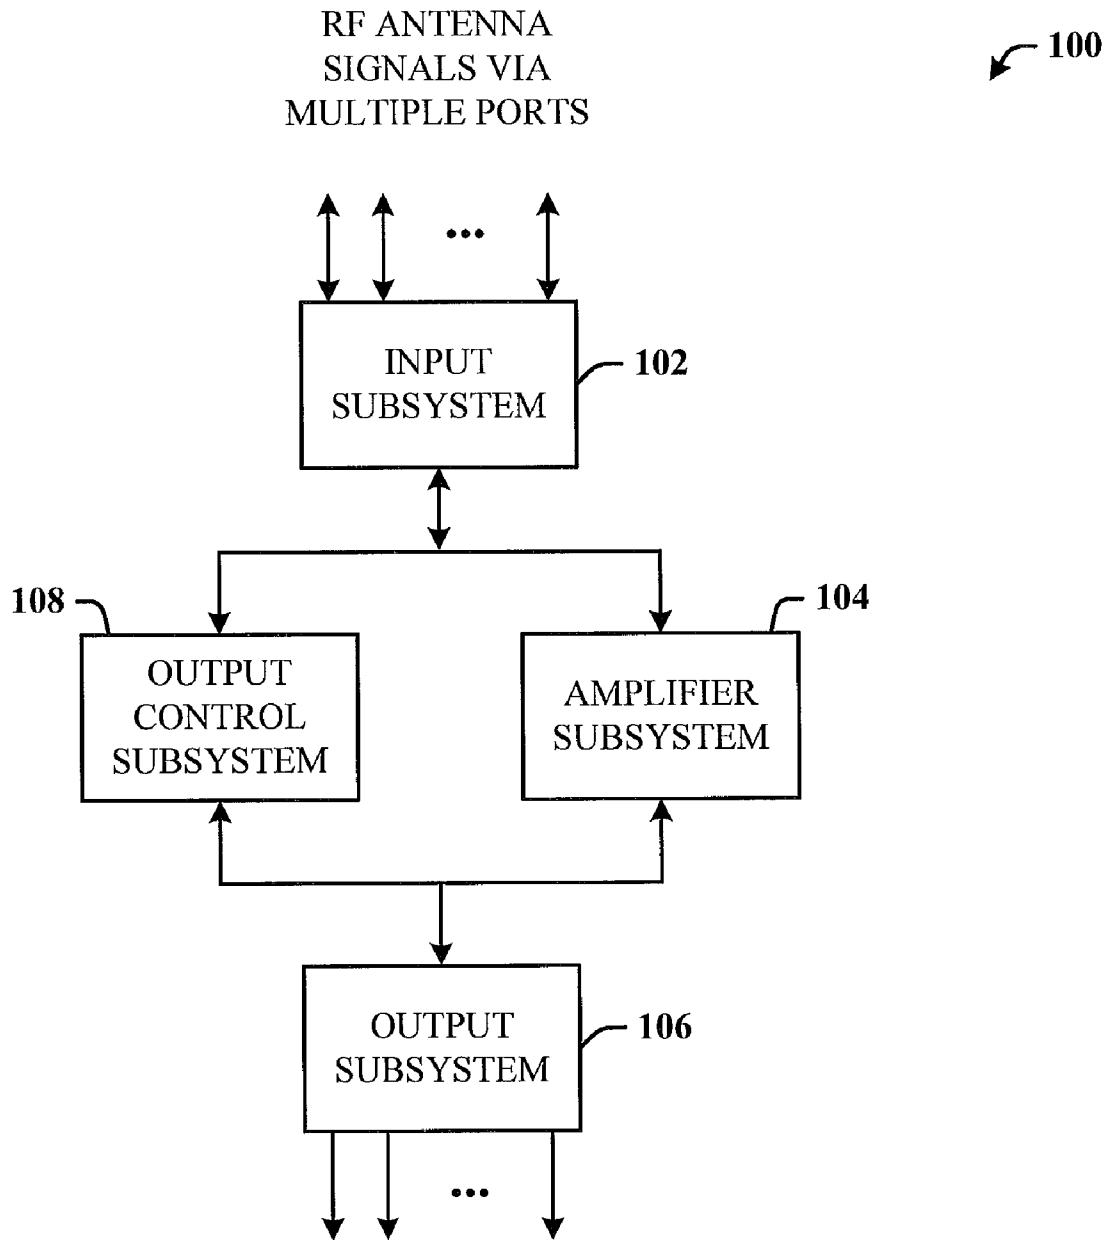 RF ANTENNA
SIGNALS VIA
MULTIPLE PORTS
100
•••
INPUT
SUBSYSTEM
102
108
104
OUTPUT
CONTROL
SUBSYSTEM
AMPLIFIER
SUBSYSTEM
OUTPUT
SUBSYSTEM
106
•••